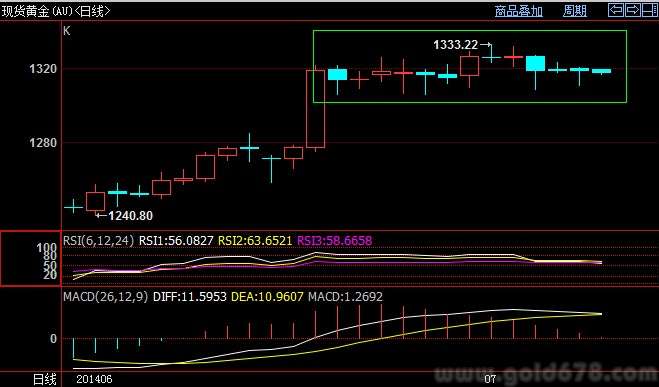 现货黄金(AU)<日线>
商品叠加 周期
K
1333.22
1320
1280
1240.80
100
80
50
20
RSI(6,12,24) RSI1:56.0827 RSI2:63.6521 RSI3:58.6658
MACD(26,12,9) DIFF:11.5953 DEA:10.9607 MACD:1.2692
0
www.gold678.com
日线 201406 07